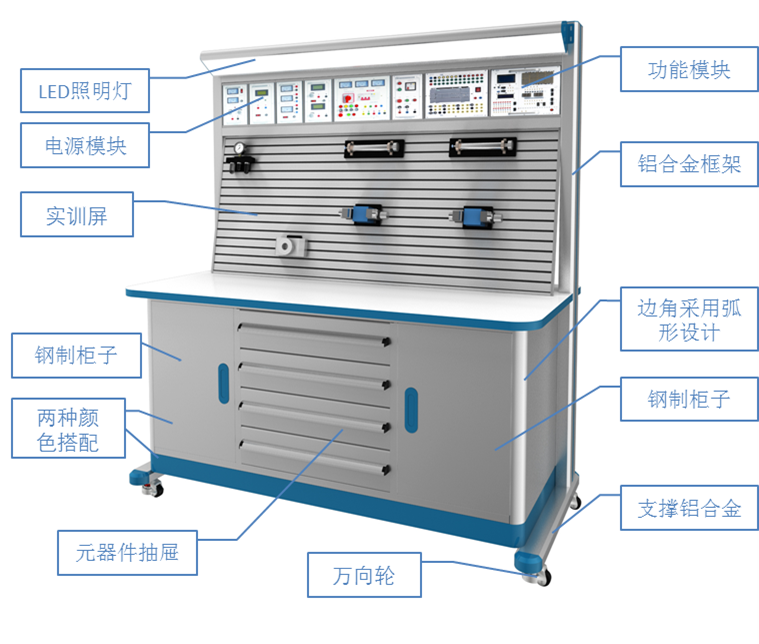 LED照明灯
电源模块
实训屏
钢制柜子
两种颜
色搭配
元器件抽屉
万向轮
功能模块
铝合金框架
边角采用弧
形设计
钢制柜子
支撑铝合金